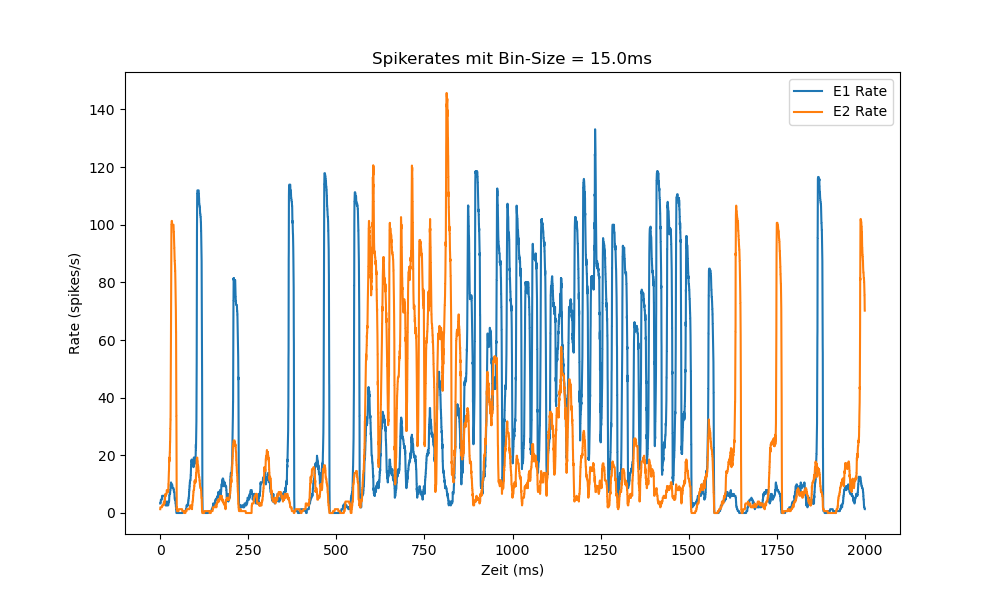 Spikerates mit Bin-Size = 15.0ms
E1 Rate
E2 Rate
Rate (spikes/s)
140
120
100
80
60
40
20
0
0 250 500 750 1000 1250 1500 1750 2000
Zeit (ms)